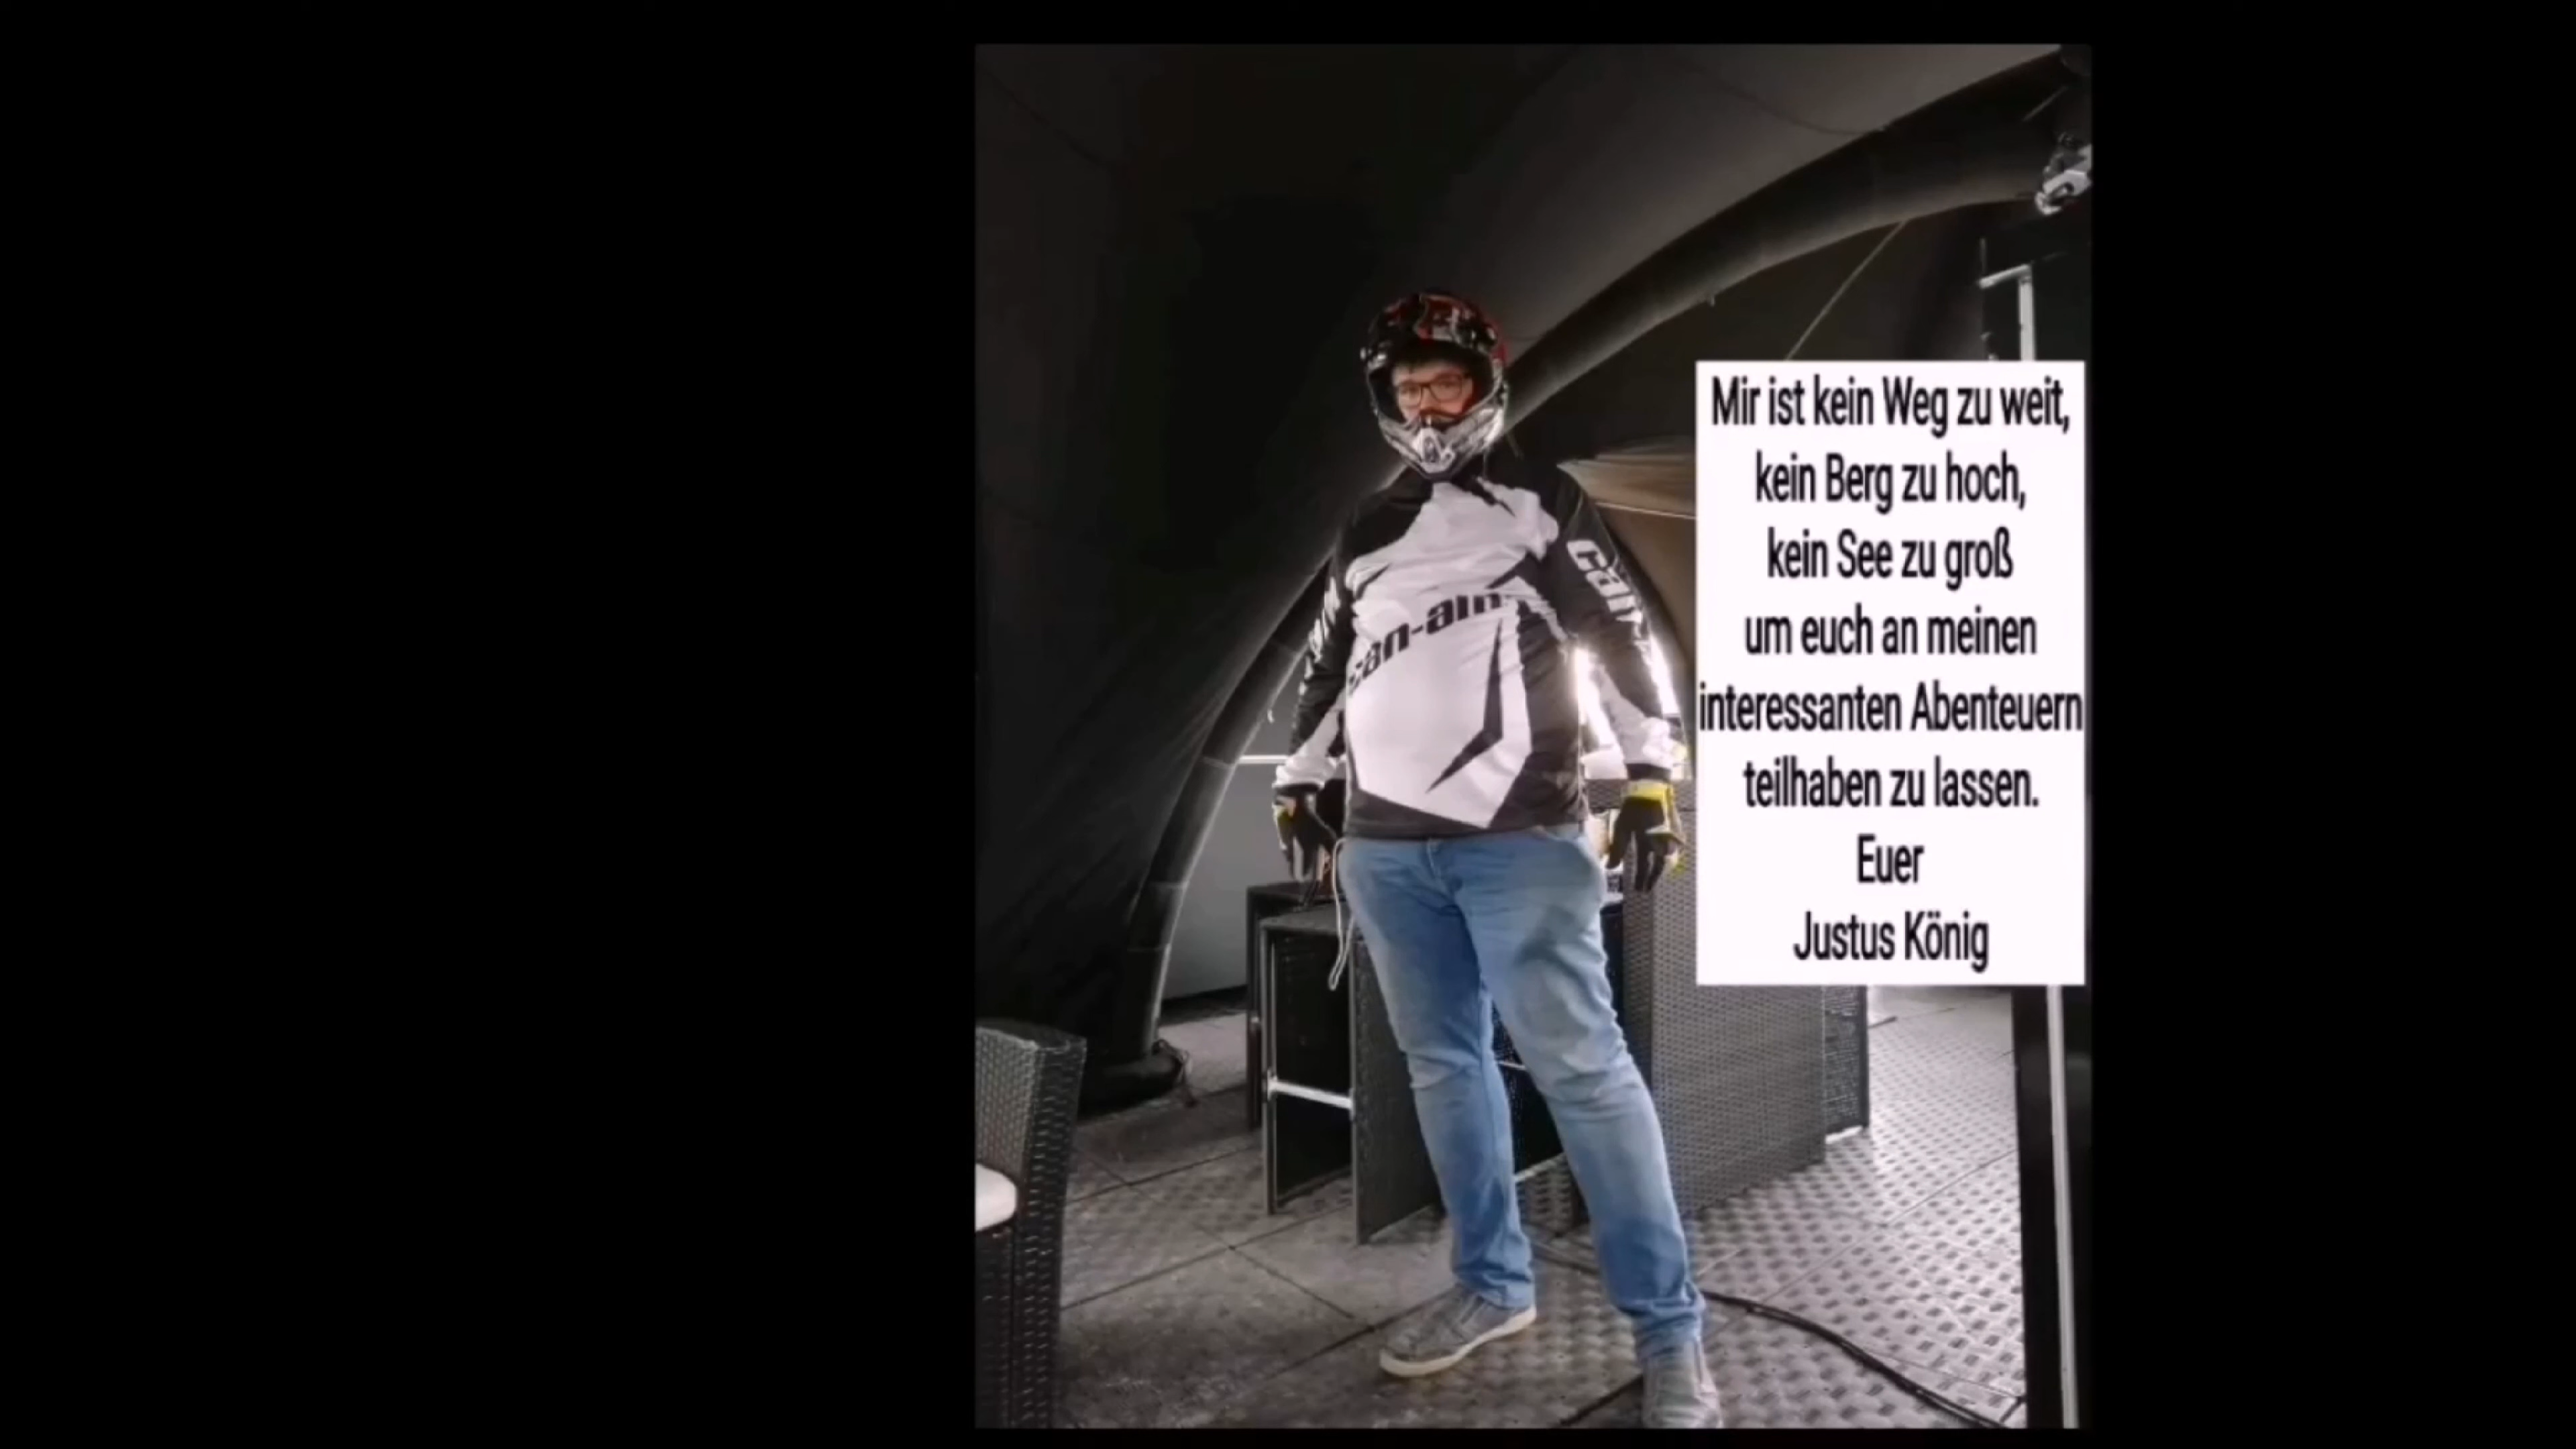 Mir ist kein Weg zu weit,
kein Berg zu hoch,
kein See zu groß
um euch an meinen
interessanten Abenteuern
teilhaben zu lassen.
Euer
Justus König
can-am
can